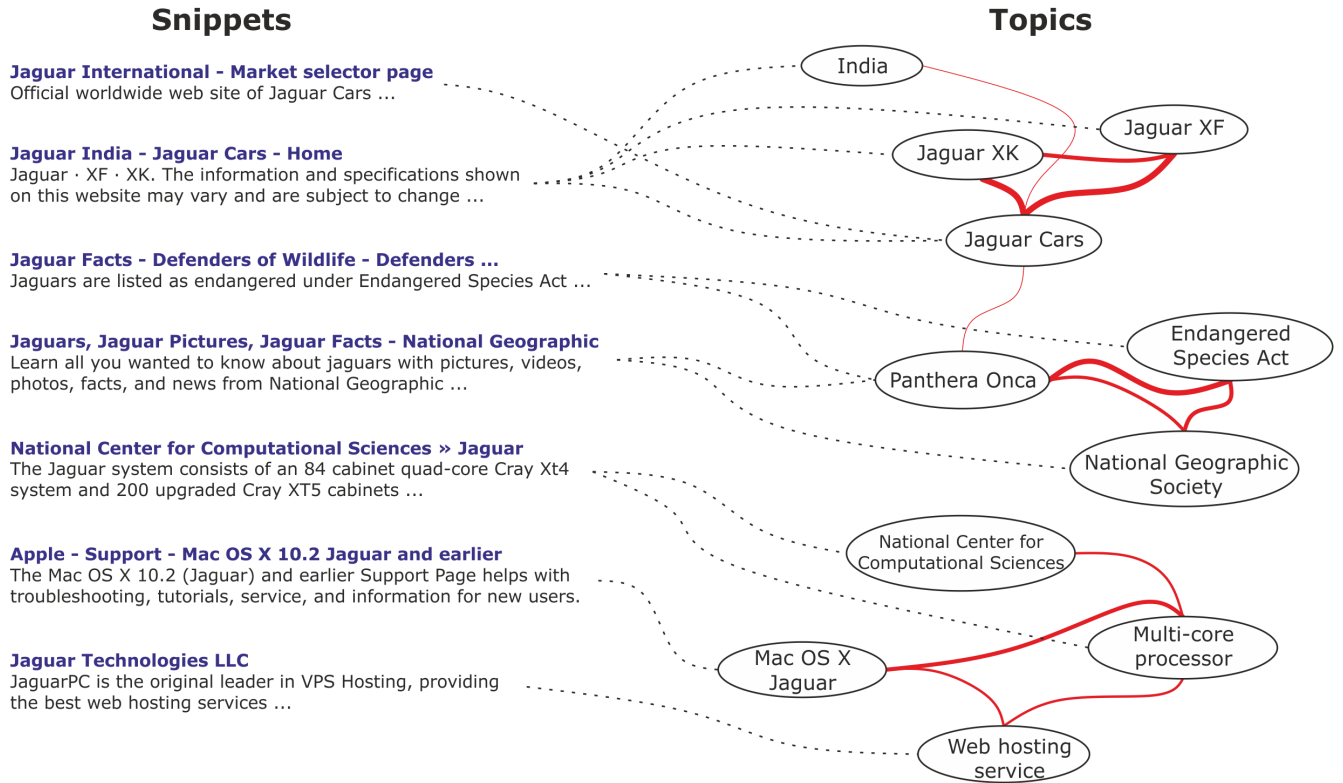 Snippets
Topics
Jaguar International - Market selector page
Official worldwide web site of Jaguar Cars ...
Jaguar India - Jaguar Cars - Home
Jaguar · XF · XK. The information and specifications shown
on this website may vary and are subject to change ...
Jaguar Facts - Defenders of Wildlife - Defenders ...
Jaguars are listed as endangered under Endangered Species Act ...
Jaguars, Jaguar Pictures, Jaguar Facts - National Geographic
Learn all you wanted to know about jaguars with pictures, videos,
photos, facts, and news from National Geographic ...
National Center for Computational Sciences » Jaguar
The Jaguar system consists of an 84 cabinet quad-core Cray Xt4
system and 200 upgraded Cray XT5 cabinets ...
Apple - Support - Mac OS X 10.2 Jaguar and earlier
The Mac OS X 10.2 (Jaguar) and earlier Support Page helps with
troubleshooting, tutorials, service, and information for new users.
Jaguar Technologies LLC
JaguarPC is the original leader in VPS Hosting, providing
the best web hosting services ...
India
Jaguar XF
Jaguar XK
Jaguar Cars
Endangered
Species Act
Panthera Onca
National Geographic
Society
National Center for
Computational Sciences
Multi-core
processor
Mac OS X
Jaguar
Web hosting
service